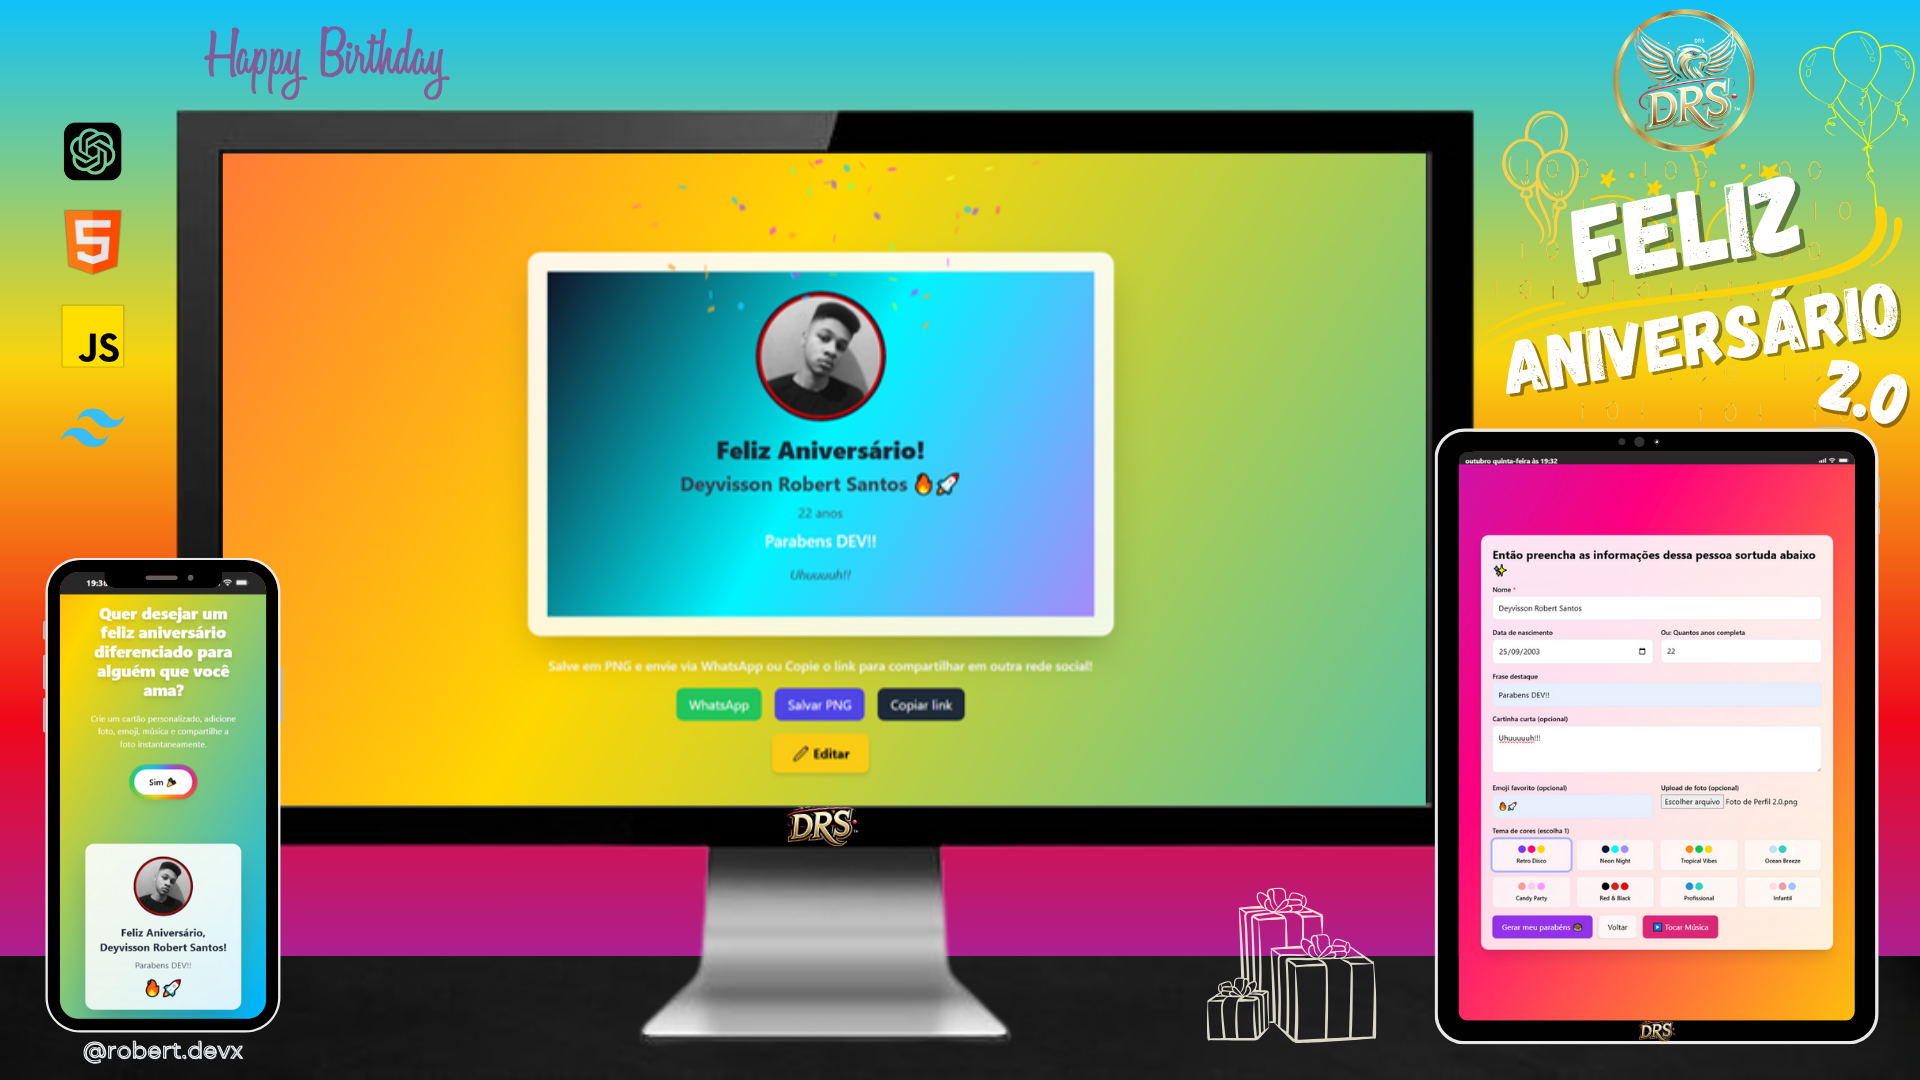 Happy Birthday
DRS
DRS
FELIZ
ANIVERSÁRIO
2.0
5
JS
Feliz Aniversário!
Deyvisson Robert Santos 🔥🚀
22 anos
Parabens DEV!!
Uhuuuuh!!
Salve em PNG e envie via WhatsApp ou Copie o link para compartilhar em outra rede social!
WhatsApp
Salvar PNG
Copiar link
Editar
DRS
Quer desejar um
feliz aniversário
diferenciado para
alguém que você
ama?
Crie um cartão personalizado, adicione
foto, emoji, música e compartilhe a
foto instantaneamente.
Sim
Feliz Aniversário,
Deyvisson Robert Santos!
Parabens DEV!!
🔥🚀
@robert.devx
outubro quinta-feira às 19:32
Então preencha as informações dessa pessoa sortuda abaixo
✨
Nome *
Deyvisson Robert Santos
Data de nascimento
Ou: Quantos anos completa
25/09/2003
22
Frase destaque
Parabens DEV!!
Cartinha curta (opcional)
Uhuuuuuh!!!
Emoji favorito (opcional)
Upload de foto (opcional)
🔥🚀
Escolher arquivo Foto de Perfil 2.0.png
Tema de cores (escolha 1)
Retro Disco
Neon Night
Tropical Vibes
Ocean Breeze
Candy Party
Red & Black
Profissional
Infantil
Gerar meu parabéns
Voltar
Tocar Música
DRS